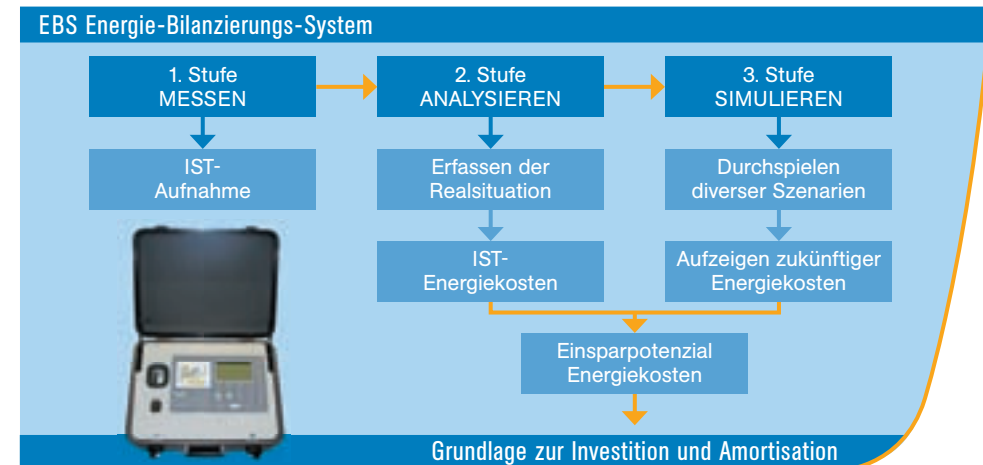 EBS Energie-Bilanzierungs-System
1. Stufe
MESSEN
2. Stufe
ANALYSIEREN
3. Stufe
SIMULIEREN
IST-
Aufnahme
Erfassen der
Realsituation
Durchspielen
diverser Szenarien
IST-
Energiekosten
Aufzeigen zukünftiger
Energiekosten
Einsparpotenzial
Energiekosten
Grundlage zur Investition und Amortisation